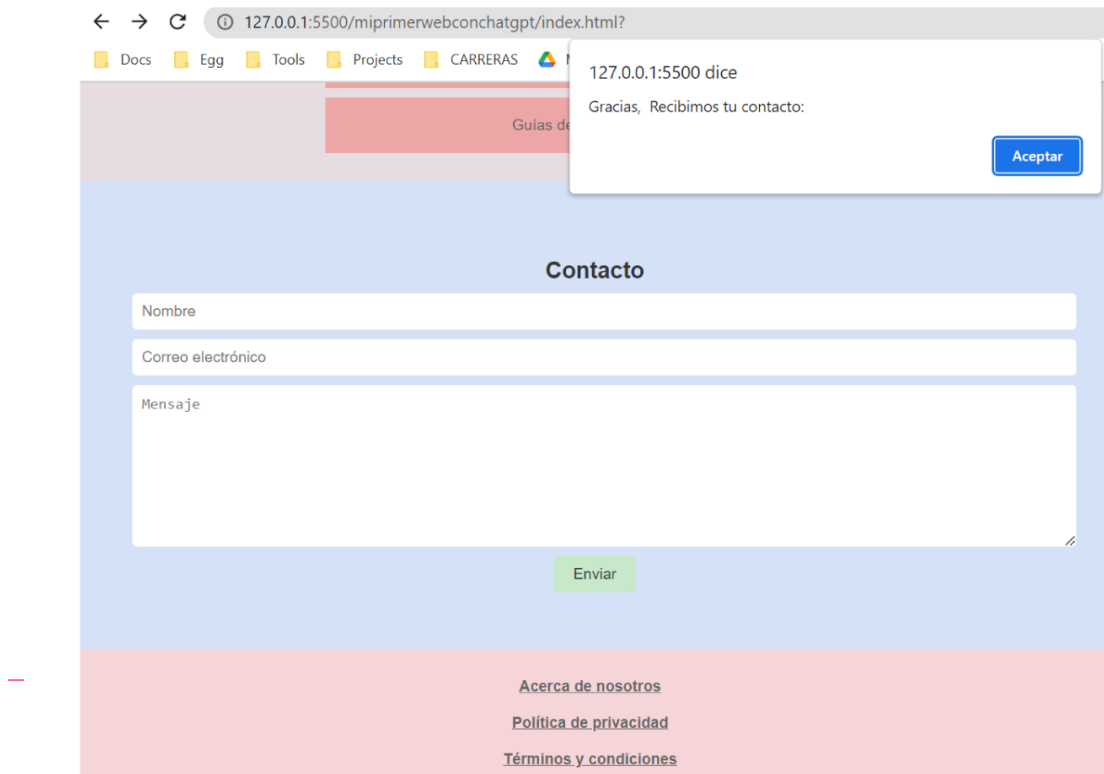 127.0.0.1:5500/miprimerwebconchatgpt/index.html?
Docs Egg Tools Projects CARRERAS
127.0.0.1:5500 dice
Gracias, Recibimos tu contacto:
Aceptar
Guías de
Contacto
Nombre
Correo electrónico
Mensaje
Enviar
Acerca de nosotros
Política de privacidad
Términos y condiciones